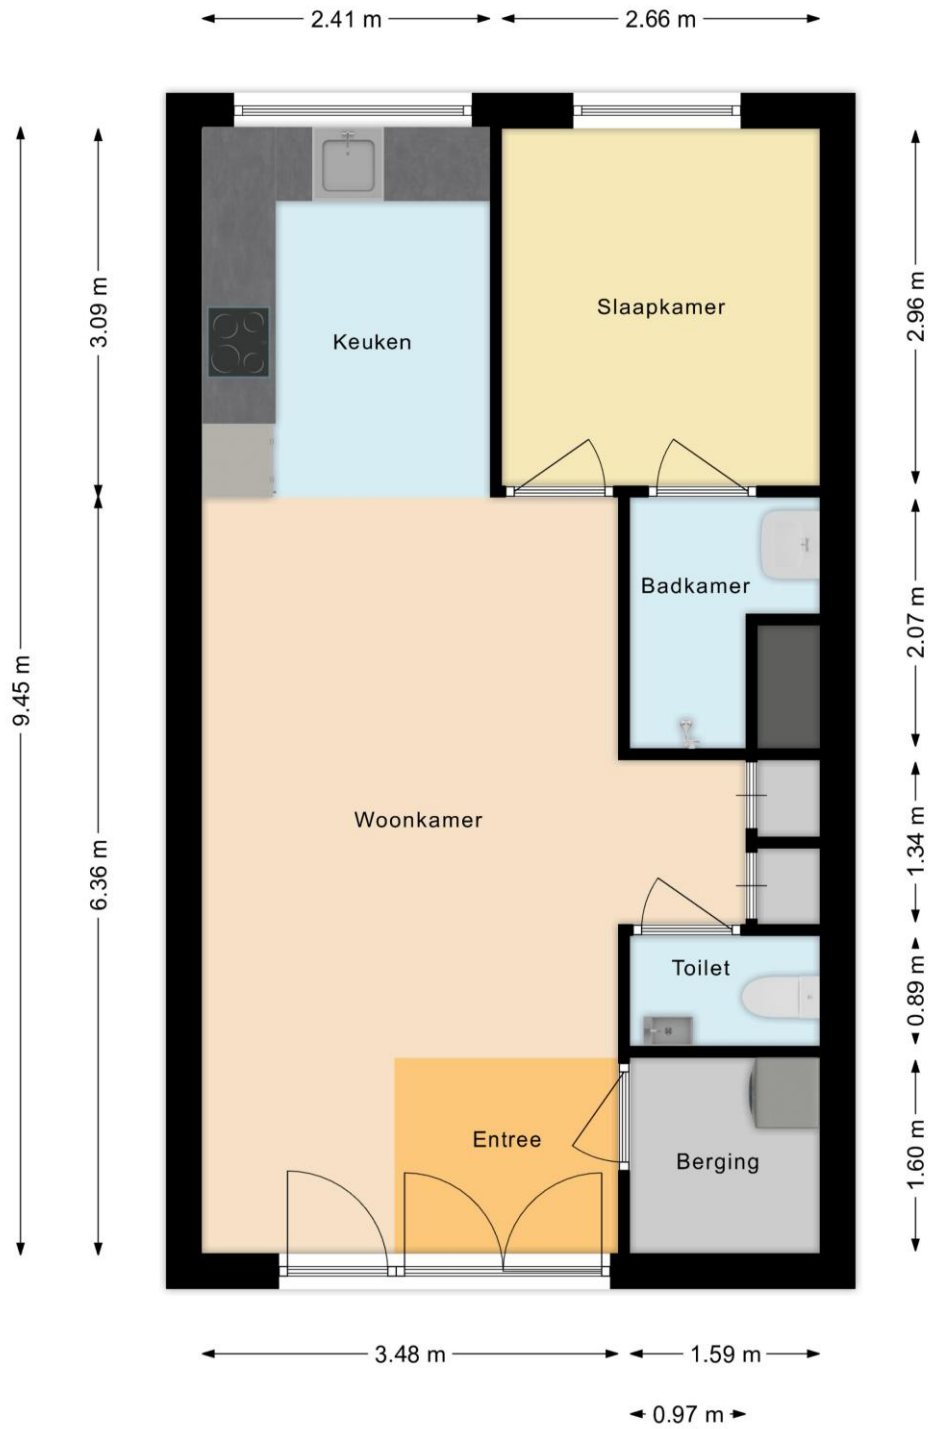 2.41 m
2.66 m
3.09 m
2.96 m
Slaapkamer
Keuken
Badkamer
2.07 m
9.45 m
Woonkamer
1.34 m
6.36 m
Toilet
0.89 m
Entree
Berging
1.60 m
3.48 m
1.59 m
0.97 m